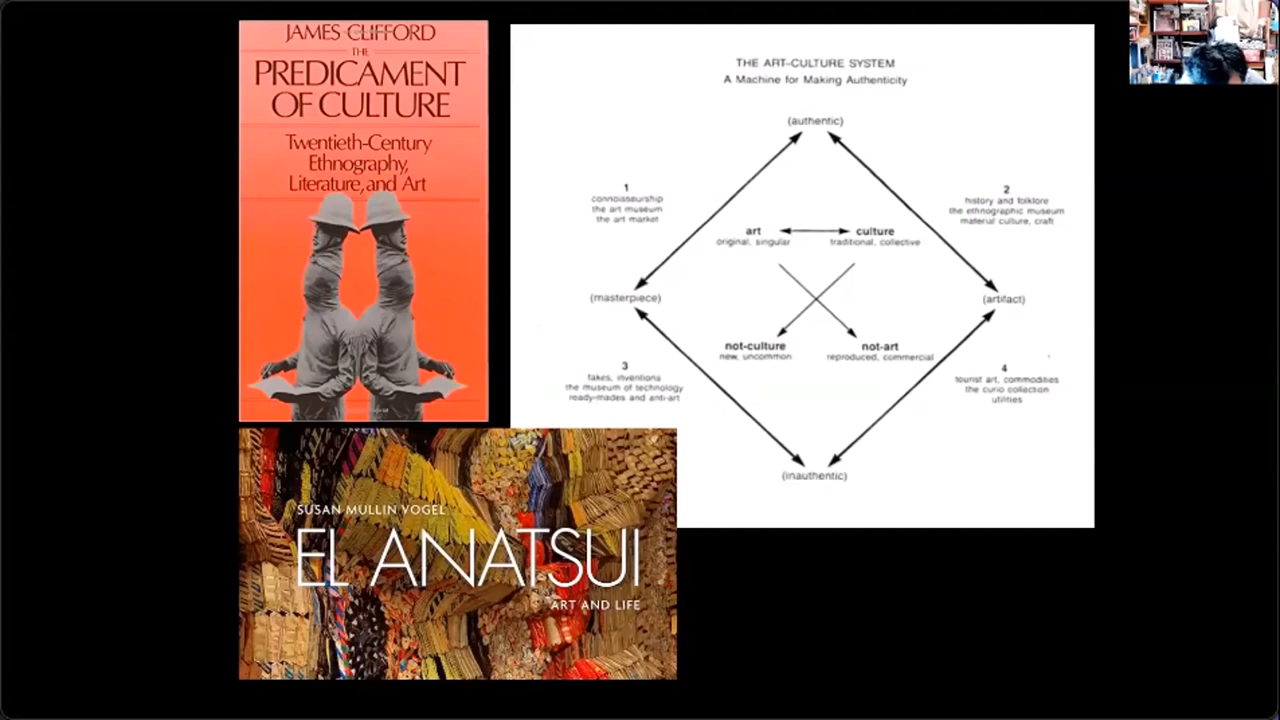 JAMES CLIFFORD
THE
PREDICAMENT
OF CULTURE
Twentieth-Century
Ethnography,
Literature, and Art
THE ART-CULTURE SYSTEM
A Machine for Making Authenticity
(authentic)
1
connoisseurship
the art museum
the art market
2
history and folklore
the ethnographic museum
material culture, craft
art
original, singular
culture
traditional, collective
(masterpiece)
(artifact)
not-culture
new, uncommon
not-art
reproduced, commercial
3
fakes, inventions
the museum of technology
ready-mades and anti-art
4
tourist art, commodities
the curio collection
utilities
(inauthentic)
SUSAN MULLIN VOGEL
EL ANATSUI
ART AND LIFE